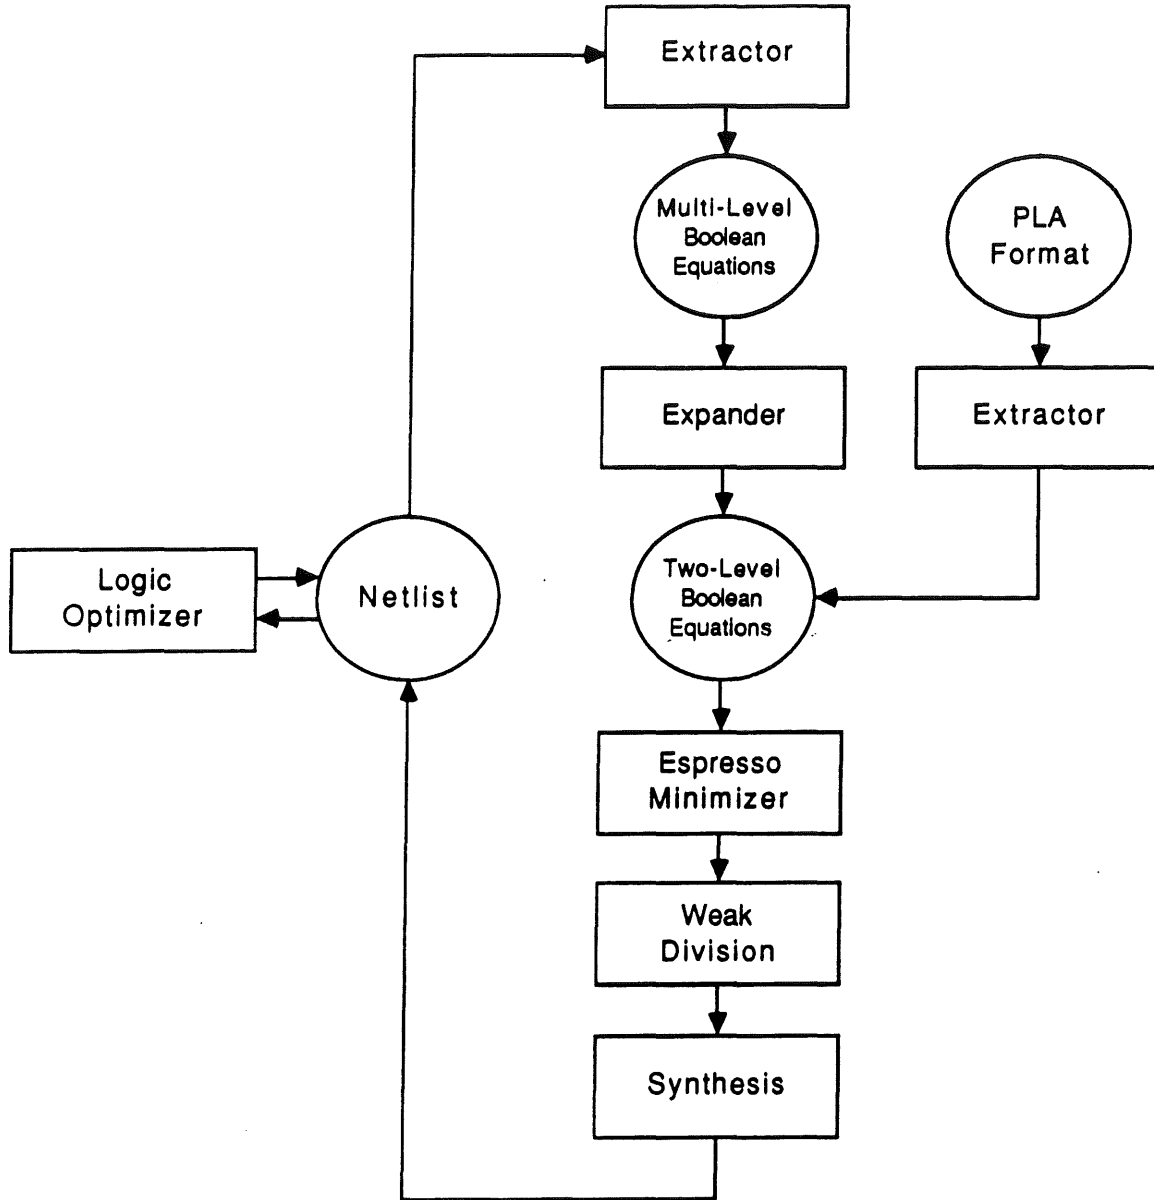 Extractor
Multi-Level
Boolean
Equations
PLA
Format
Expander
Extractor
Logic
Optimizer
Netlist
Two-Level
Boolean
Equations
Espresso
Minimizer
Weak
Division
Synthesis